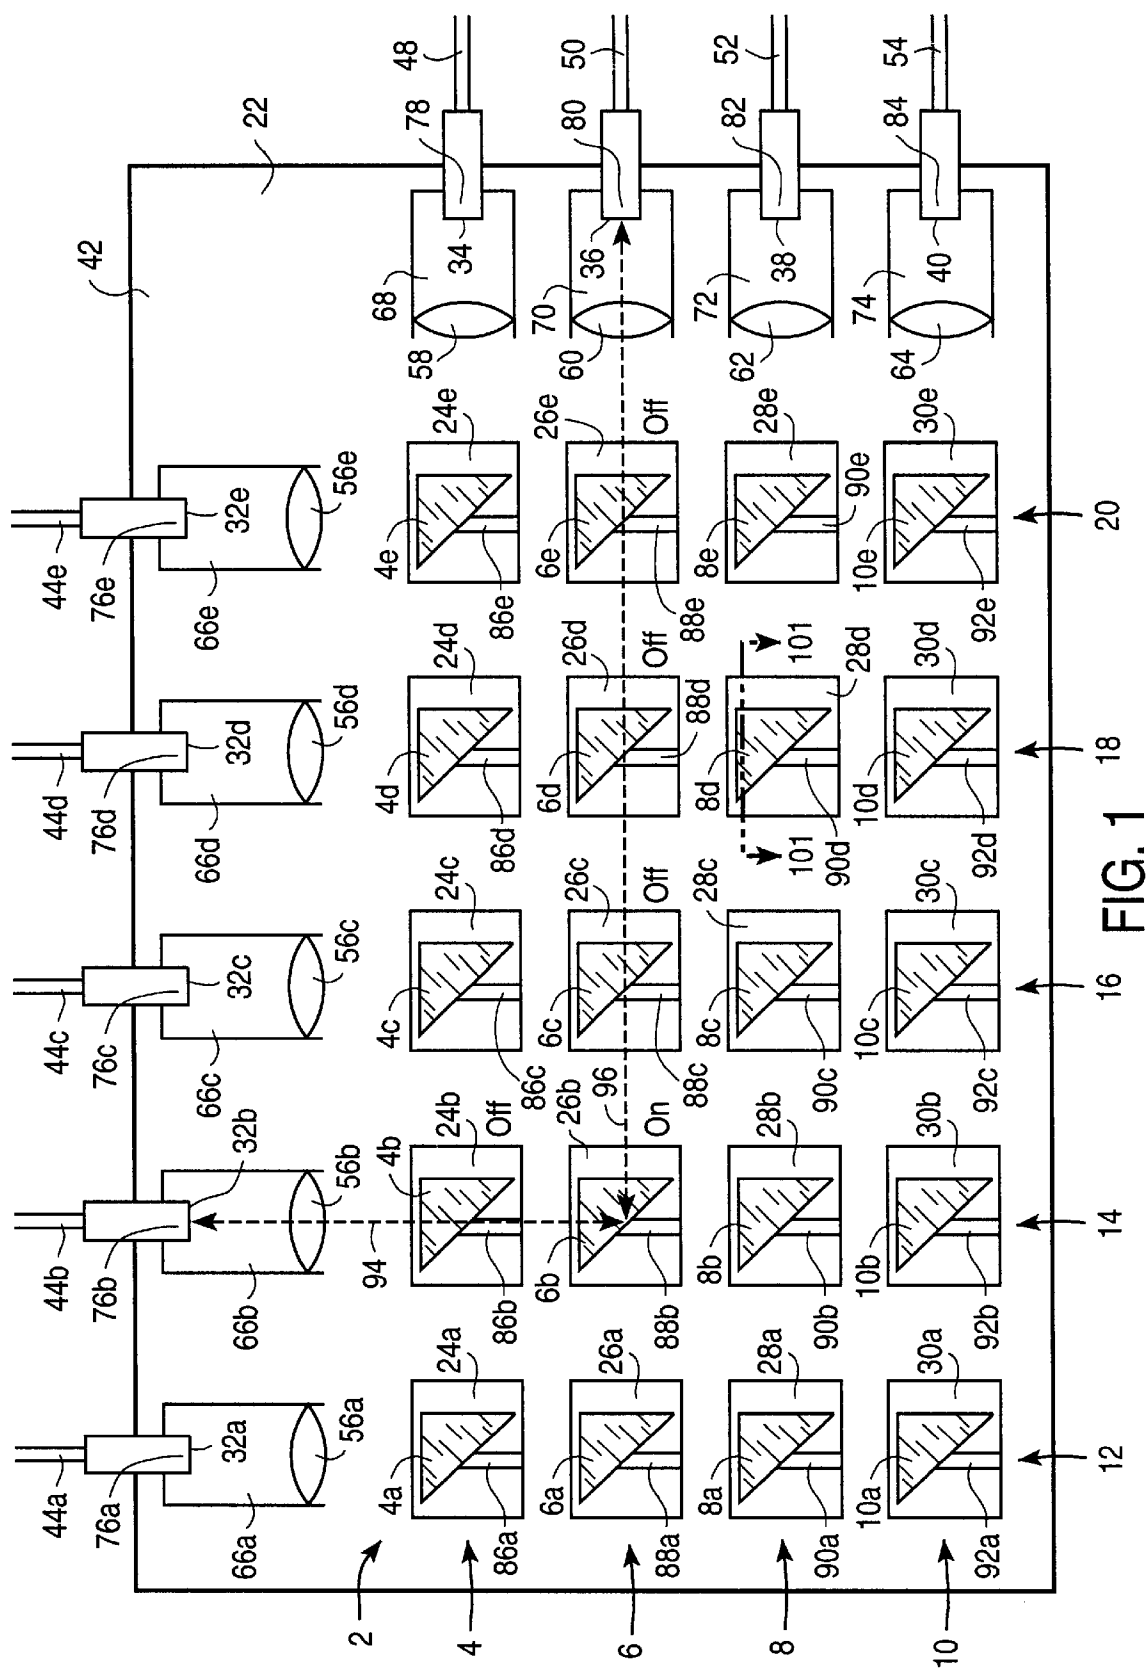 44a 44b 44c 44d 44e
76a 76b 76c 76d 76e 42
32a 32b 32c 32d 32e
66a 66b 66c 66d 66e 22
56a 56b 56c 56d 56e
2 94
4a 4b 4c 4d 4e 68 78 48
24a 24b 24c 24d 24e 58 34
4 Off
86a 86b 86c 86d 86e
6a 6b 6c 6d 6e 70 80 50
26a 26b 26c 26d 26e 60 36
96
6 On Off Off Off
88a 88b 88c 88d 88e
8a 8b 8c 8d 8e 72 82 52
28a 28b 28c 28d 28e 62 38
101 101
8
90a 90b 90c 90d 90e
10a 10b 10c 10d 10e 74 84 54
30a 30b 30c 30d 30e 64 40
10
92a 92b 92c 92d 92e
12 14 16 18 20
FIG. 1